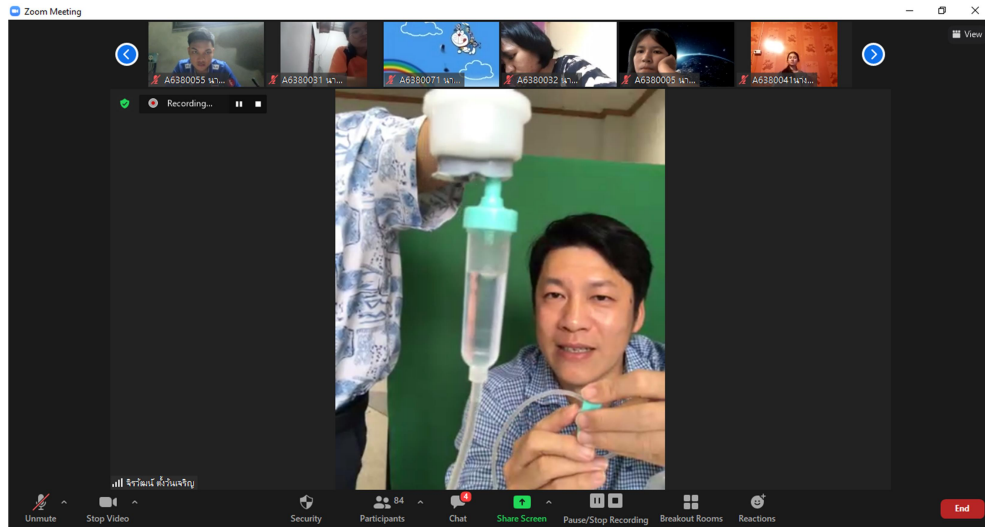 Zoom Meeting
View
A6380055 นา...
A6380031 นา...
A6380071 นา...
A6380032 นา...
A6380005 นา...
A6380041นาง...
Recording...
จิรวัฒน์ ตั้งวันเจริญ
Unmute
Stop Video
Security
84
Participants
4
Chat
Share Screen
Pause/Stop Recording
Breakout Rooms
Reactions
End